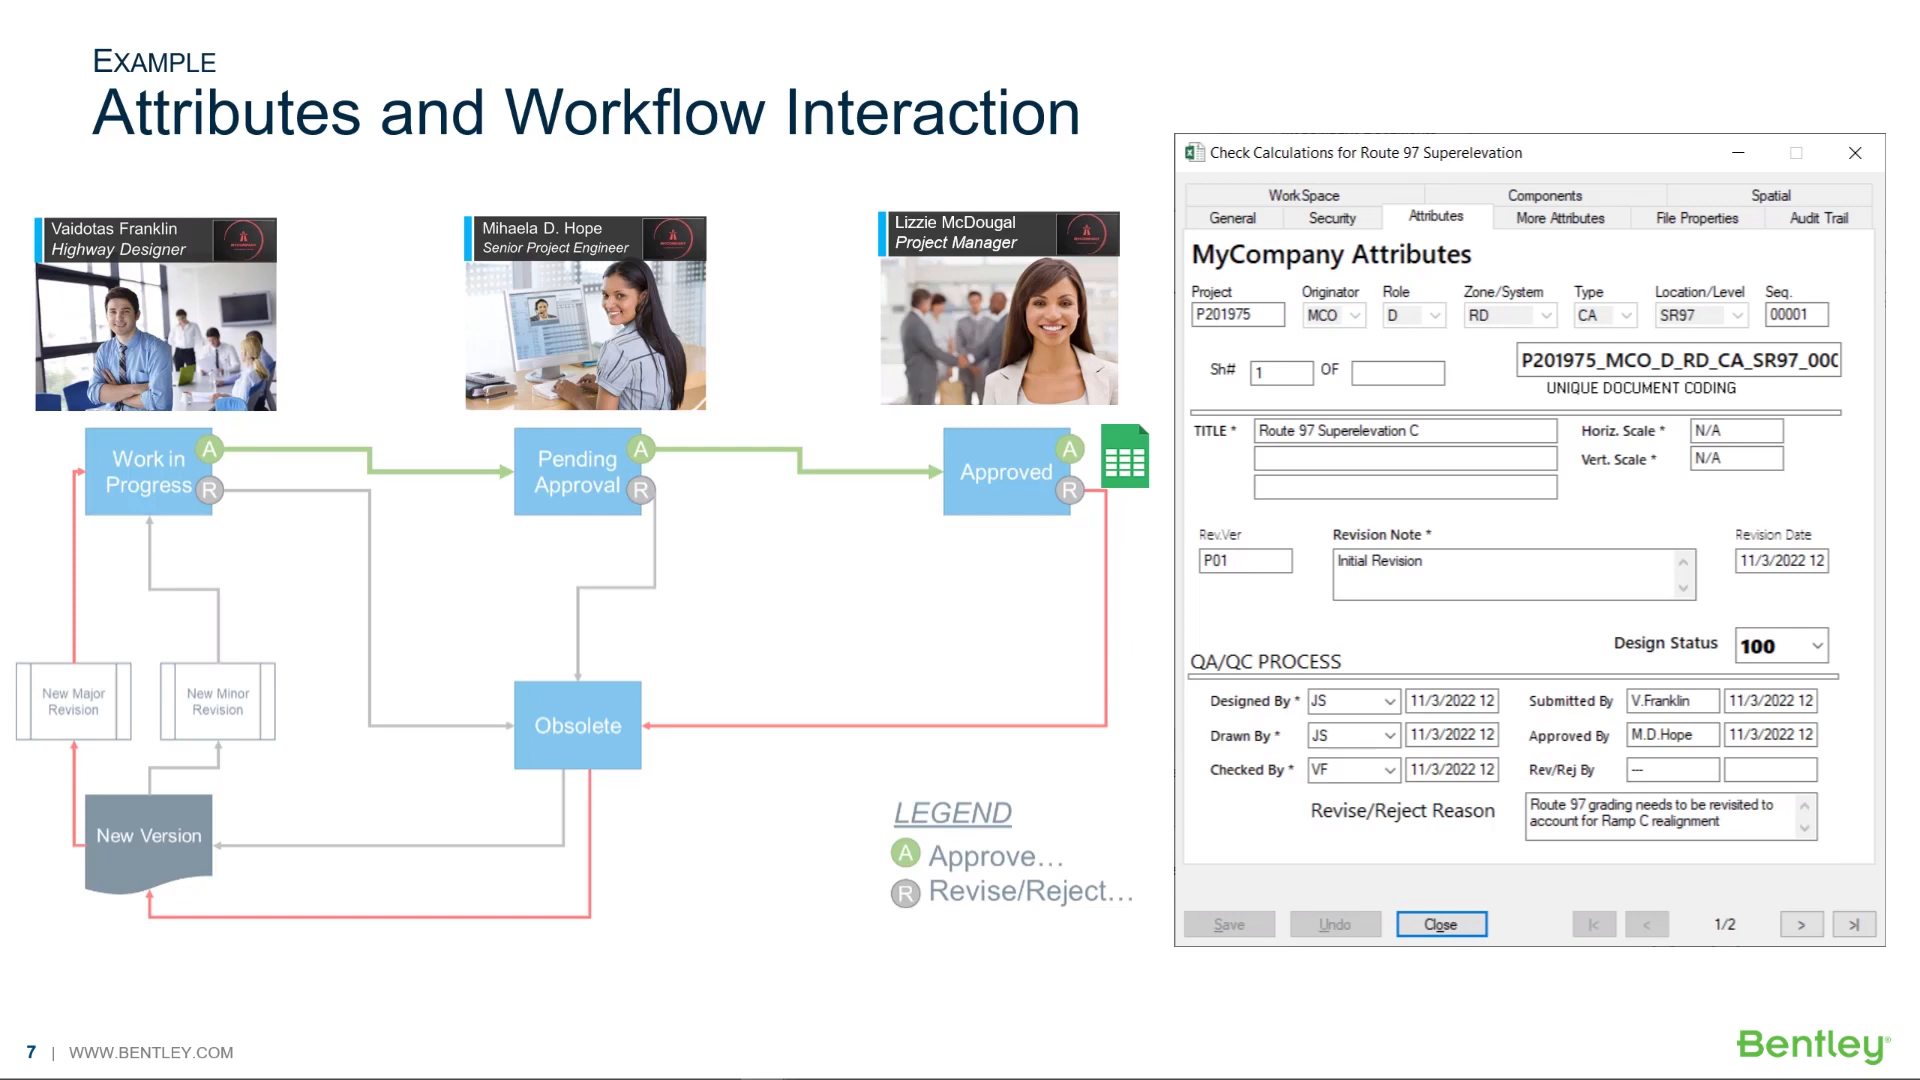 EXAMPLE
Attributes and Workflow Interaction
Vaidotas Franklin
Highway Designer
Mihaela D. Hope
Senior Project Engineer
Lizzie McDougal
Project Manager
Work in
Progress
A
R
Pending
Approval
A
R
Approved
A
R
New Major
Revision
New Minor
Revision
Obsolete
New Version
LEGEND
A Approve…
R Revise/Reject…
Check Calculations for Route 97 Superelevation
WorkSpace Components Spatial
General Security Attributes More Attributes File Properties Audit Trail
MyCompany Attributes
Project Originator Role Zone/System Type Location/Level Seq.
P201975 MCO D RD CA SR97 00001
Sh# 1 OF
P201975_MCO_D_RD_CA_SR97_000
UNIQUE DOCUMENT CODING
TITLE * Route 97 Superelevation C Horiz. Scale * N/A
Vert. Scale * N/A
Rev.Ver Revision Note * Revision Date
P01 Initial Revision 11/3/2022 12
Design Status 100
QA/QC PROCESS
Designed By * JS 11/3/2022 12 Submitted By V.Franklin 11/3/2022 12
Drawn By * JS 11/3/2022 12 Approved By M.D.Hope 11/3/2022 12
Checked By * VF 11/3/2022 12 Rev/Rej By ---
Revise/Reject Reason Route 97 grading needs to be revisited to
account for Ramp C realignment
Save Undo Close |< < 1/2 > >|
7 | WWW.BENTLEY.COM
Bentley®